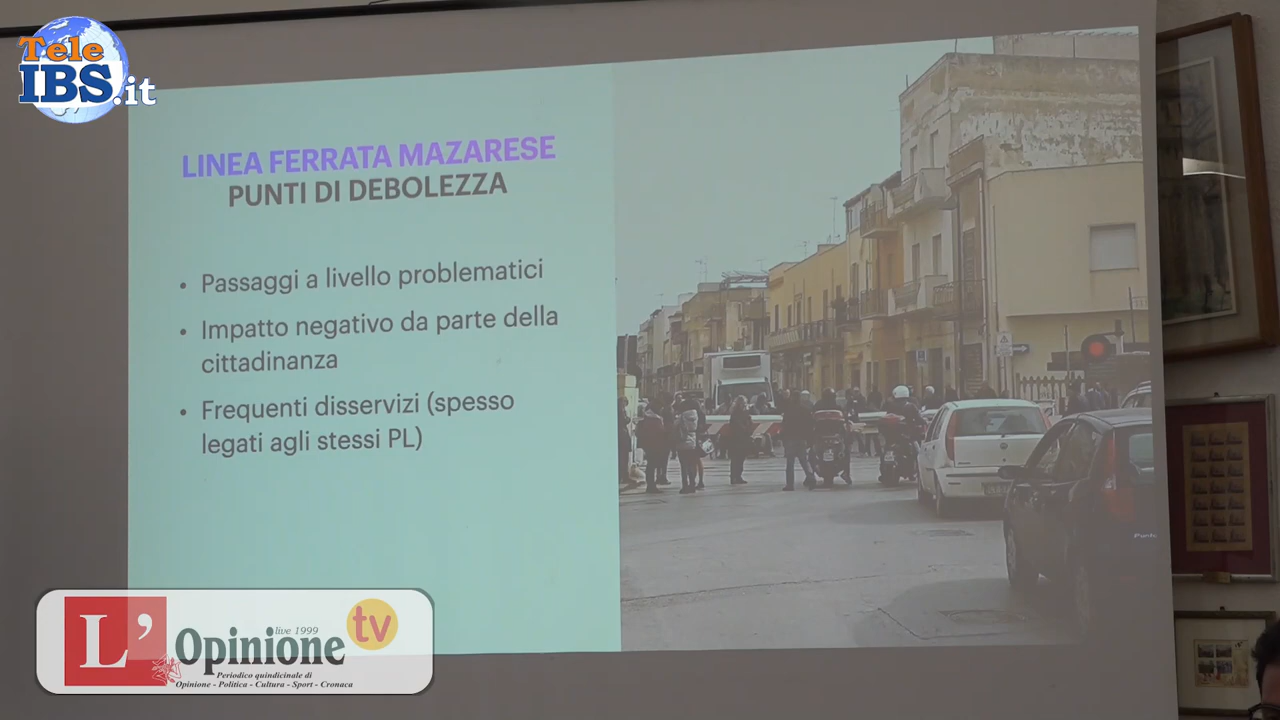 Tele
IBS.it
LINEA FERRATA MAZARESE
PUNTI DI DEBOLEZZA
• Passaggi a livello problematici
• Impatto negativo da parte della
cittadinanza
• Frequenti disservizi (spesso
legati agli stessi PL)
L'Opinione tv
live 1999
Periodico quindicinale di
Opinione - Politica - Cultura - Sport - Cronaca